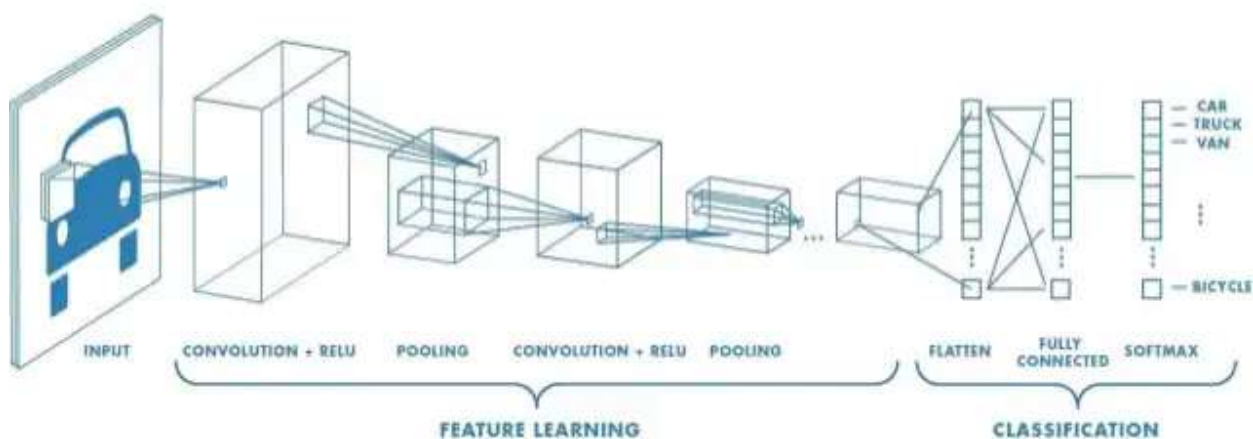 CAR
TRUCK
VAN
BICYCLE
INPUT
CONVOLUTION + RELU
POOLING
CONVOLUTION + RELU
POOLING
FLATTEN
FULLY
CONNECTED
SOFTMAX
FEATURE LEARNING
CLASSIFICATION